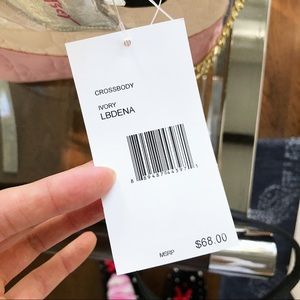 CROSSBODY
IVORY
LBDENA
MSRP
$68.00